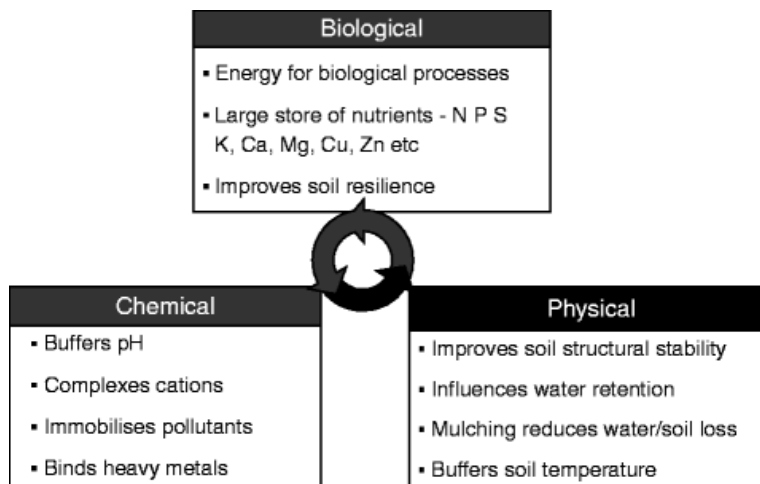 Biological
▪ Energy for biological processes
▪ Large store of nutrients - N P S
K, Ca, Mg, Cu, Zn etc
▪ Improves soil resilience
Chemical
▪ Buffers pH
▪ Complexes cations
▪ Immobilises pollutants
▪ Binds heavy metals
Physical
▪ Improves soil structural stability
▪ Influences water retention
▪ Mulching reduces water/soil loss
▪ Buffers soil temperature